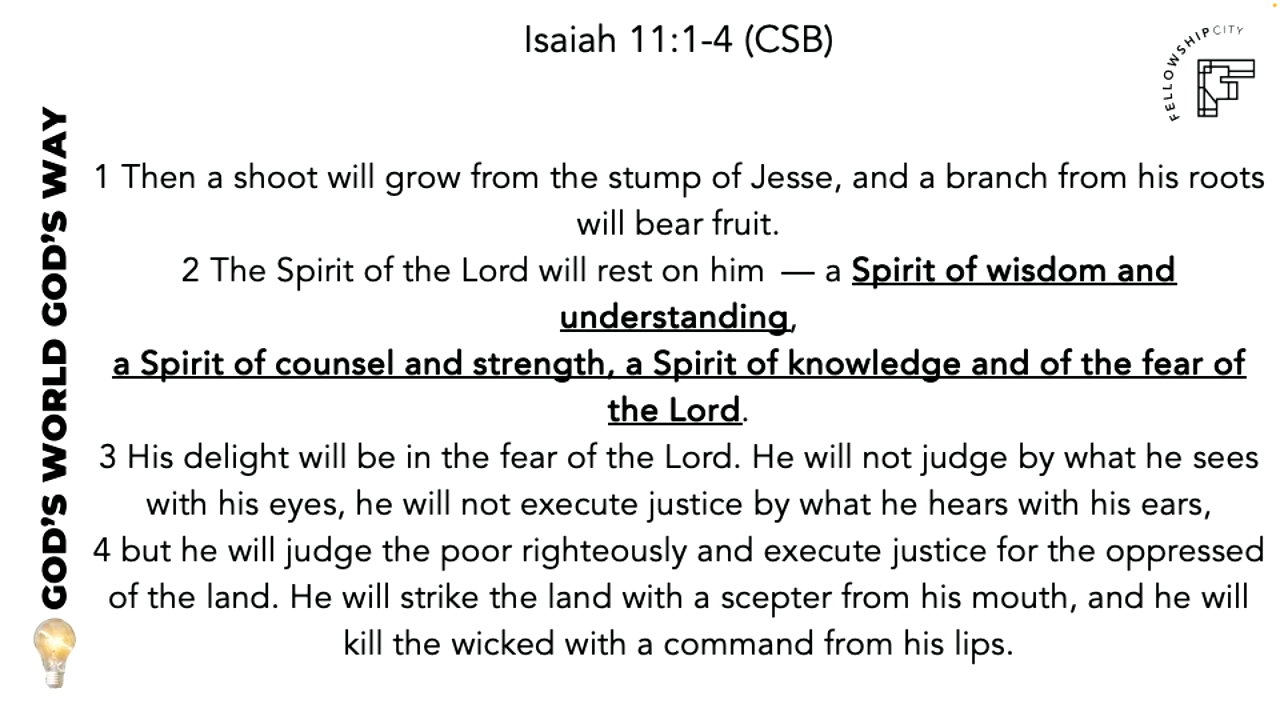 Isaiah 11:1-4 (CSB)
FELLOWSHIPCITY
GOD'S WORLD GOD'S WAY
1 Then a shoot will grow from the stump of Jesse, and a branch from his roots
will bear fruit.
2 The Spirit of the Lord will rest on him — a Spirit of wisdom and
understanding,
a Spirit of counsel and strength, a Spirit of knowledge and of the fear of
the Lord.
3 His delight will be in the fear of the Lord. He will not judge by what he sees
with his eyes, he will not execute justice by what he hears with his ears,
4 but he will judge the poor righteously and execute justice for the oppressed
of the land. He will strike the land with a scepter from his mouth, and he will
kill the wicked with a command from his lips.